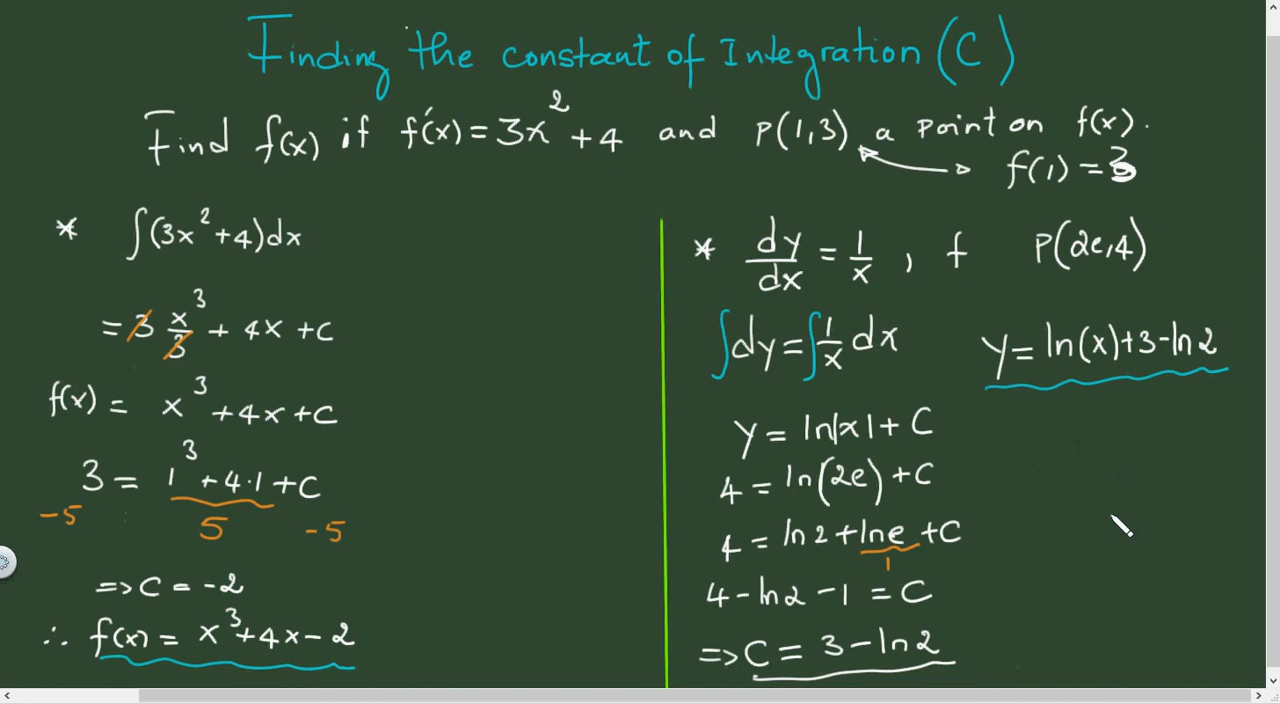 Finding the constant of Integration (C)
Find f(x) if f'(x) = 3x² + 4 and P(1,3) a point on f(x).
f(1) = 3
* ∫(3x² + 4)dx
= 3 x³/3 + 4x + C
f(x) = x³ + 4x + C
3 = 1³ + 4·1 + C
-5 5 -5
=> C = -2
∴ f(x) = x³ + 4x - 2
* dy/dx = 1/x , f P(2e,4)
∫dy = ∫1/x dx
y = ln(x) + 3 - ln2
y = ln|x| + C
4 = ln(2e) + C
4 = ln2 + lne + C
1
4 - ln2 - 1 = C
=> C = 3 - ln2